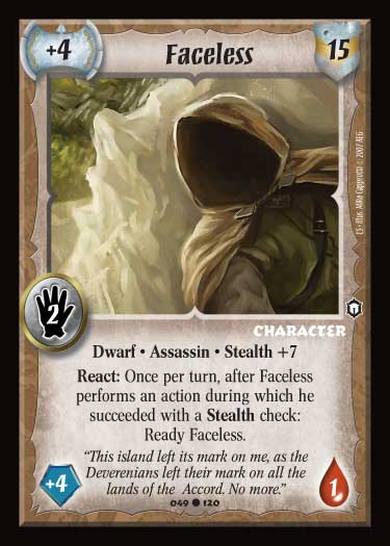 +4
Faceless
15
2
CHARACTER
Dwarf • Assassin • Stealth +7
React: Once per turn, after Faceless
performs an action during which he
succeeded with a Stealth check:
Ready Faceless.
"This island left its mark on me, as the
Deverenians left their mark on all the
lands of the Accord. No more."
+4
1
049 ● 120